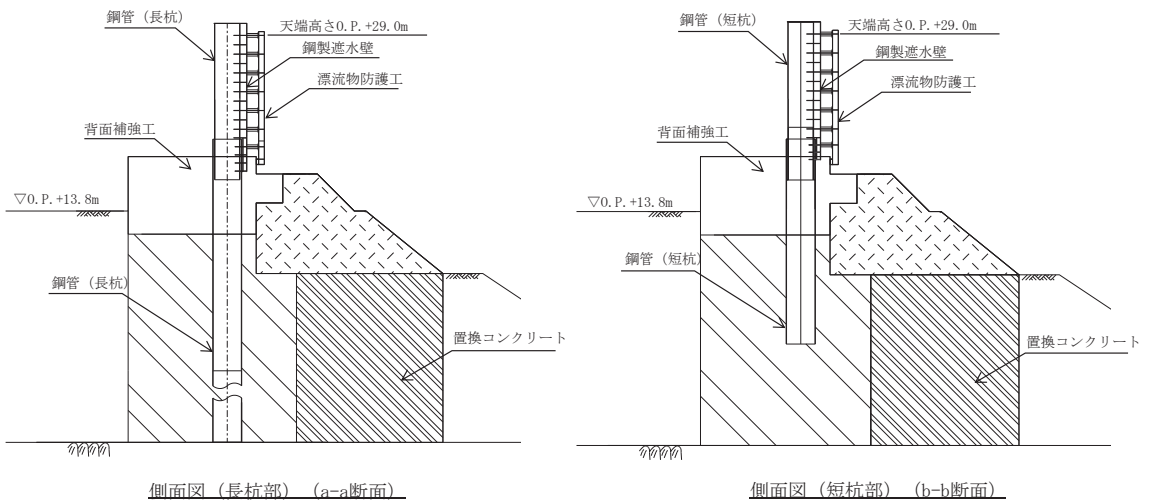 鋼管（長杭）
天端高さO.P.+29.0m
鋼製遮水壁
漂流物防護工
背面補強工
▽O.P.+13.8m
鋼管（長杭）
置換コンクリート
側面図（長杭部）（a-a断面）
鋼管（短杭）
天端高さO.P.+29.0m
鋼製遮水壁
漂流物防護工
背面補強工
▽O.P.+13.8m
鋼管（短杭）
置換コンクリート
側面図（短杭部）（b-b断面）